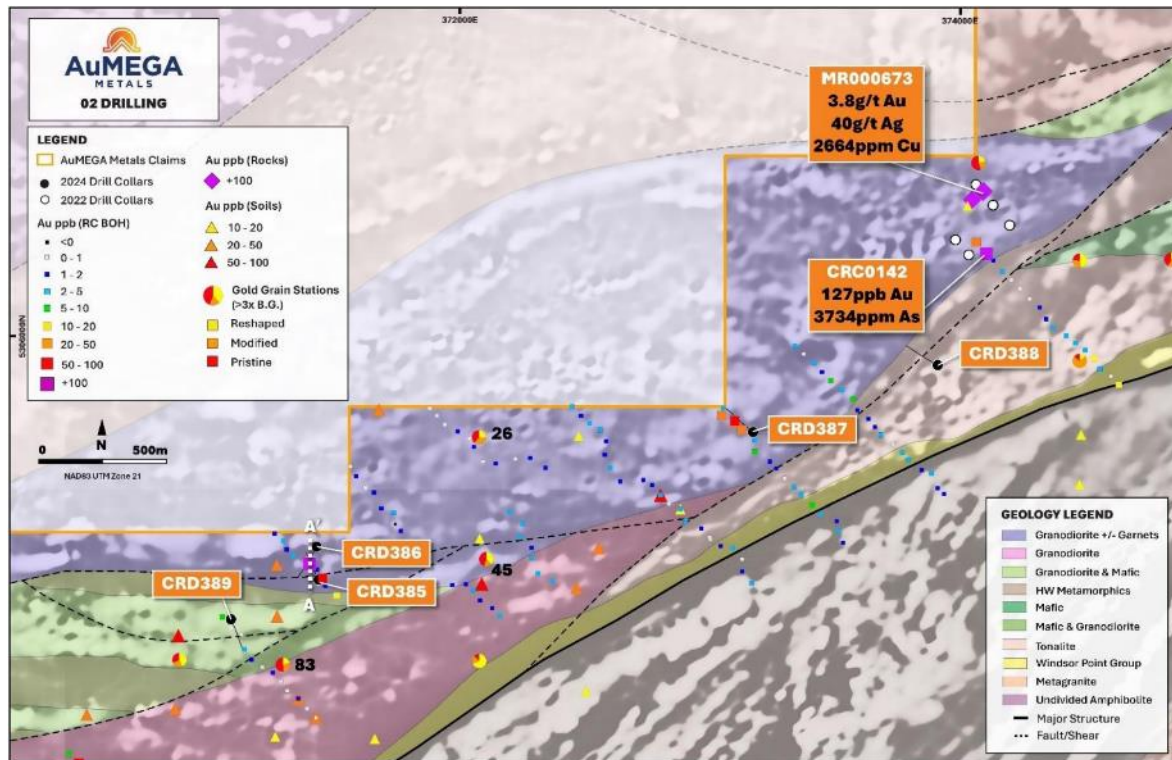 372000E
374000E
AuMEGA
METALS
02 DRILLING
LEGEND
AuMEGA Metals Claims
2024 Drill Collars
2022 Drill Collars
Au ppb (RC BOH)
<0
0 - 1
1 - 2
2 - 5
5 - 10
10 - 20
20 - 50
50 - 100
+100
Au ppb (Rocks)
+100
Au ppb (Soils)
10 - 20
20 - 50
50 - 100
Gold Grain Stations
(>3x B.G.)
Reshaped
Modified
Pristine
5306000N
N
0 500m
NAD83 UTM Zone 21
MR000673
3.8g/t Au
40g/t Ag
2664ppm Cu
CRC0142
127ppb Au
3734ppm As
CRD388
CRD387
26
A'
CRD386
CRD389
CRD385
A
45
83
GEOLOGY LEGEND
Granodiorite +/- Garnets
Granodiorite
Granodiorite & Mafic
HW Metamorphics
Mafic
Mafic & Granodiorite
Tonalite
Windsor Point Group
Metagranite
Undivided Amphibolite
Major Structure
Fault/Shear